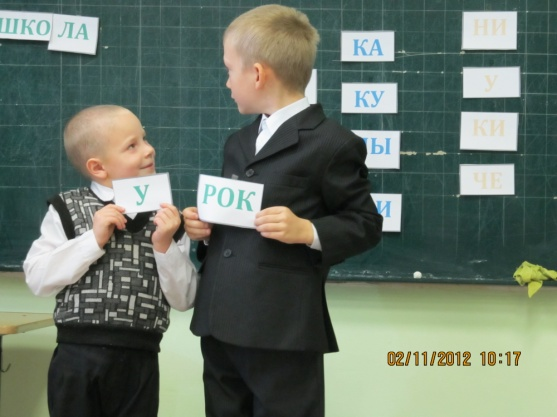 ШКО ЛА
КА
КУ
НИ
У
КИ
ЧЕ
У РОК
02/11/2012 10:17